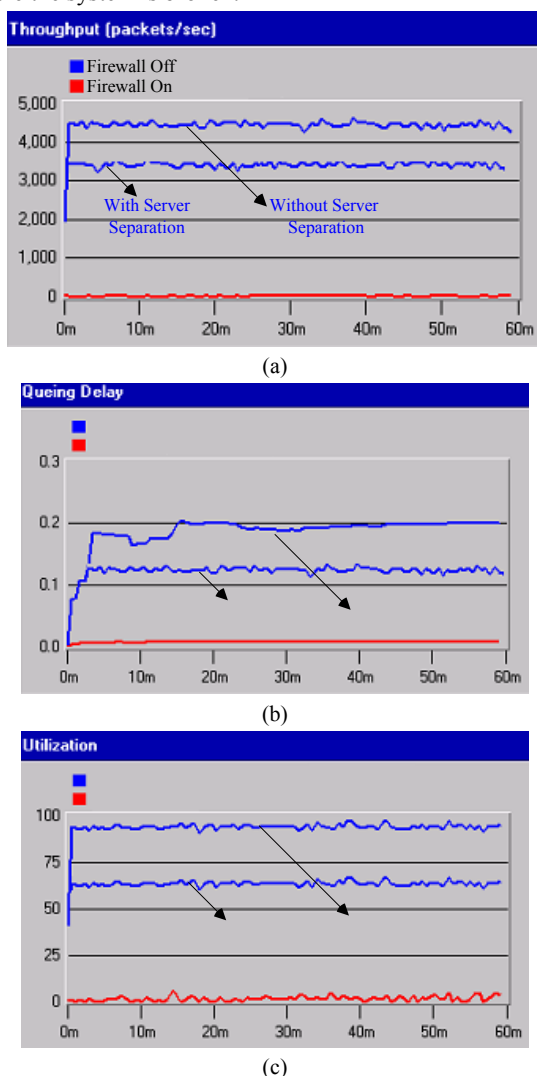 Throughput (packets/sec)
Firewall Off
Firewall On
5,000
4,000
3,000
2,000
1,000
0
With Server
Separation
Without Server
Separation
0m 10m 20m 30m 40m 50m 60m
(a)
Queing Delay
0.3
0.2
0.1
0.0
0m 10m 20m 30m 40m 50m 60m
(b)
Utilization
100
75
50
25
0
0m 10m 20m 30m 40m 50m 60m
(c)